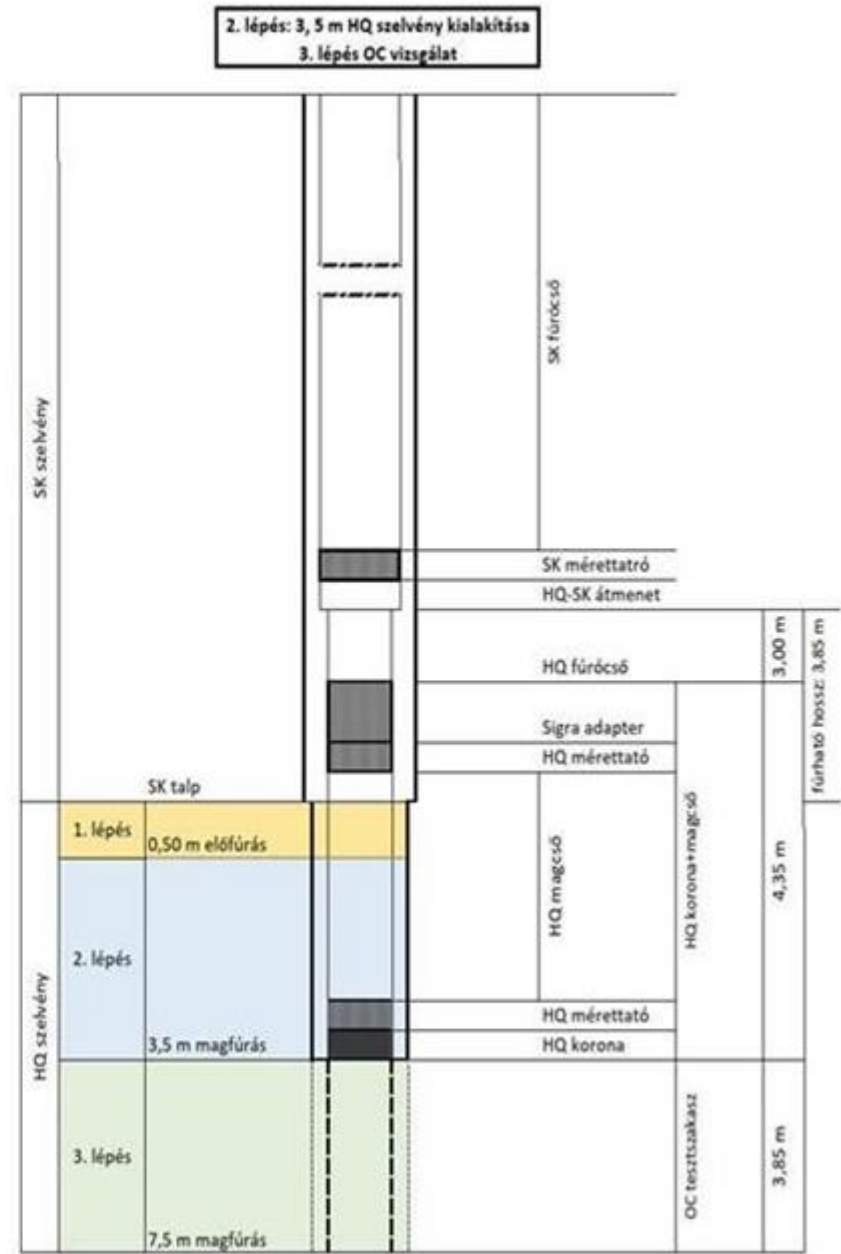 2. lépés: 3, 5 m HQ szelvény kialakítása
3. lépés OC vizsgálat
SK szelvény
SK fúrócső
SK mérettatró
HQ-SK átmenet
HQ fúrócső
3,00 m
fúrható hossz: 3,85 m
Sigra adapter
HQ mérettató
SK talp
1. lépés
0,50 m előfúrás
HQ magcső
HQ korona+magcső
4,35 m
HQ szelvény
2. lépés
3,5 m magfúrás
HQ mérettató
HQ korona
3. lépés
7,5 m magfúrás
OC tesztszakasz
3,85 m